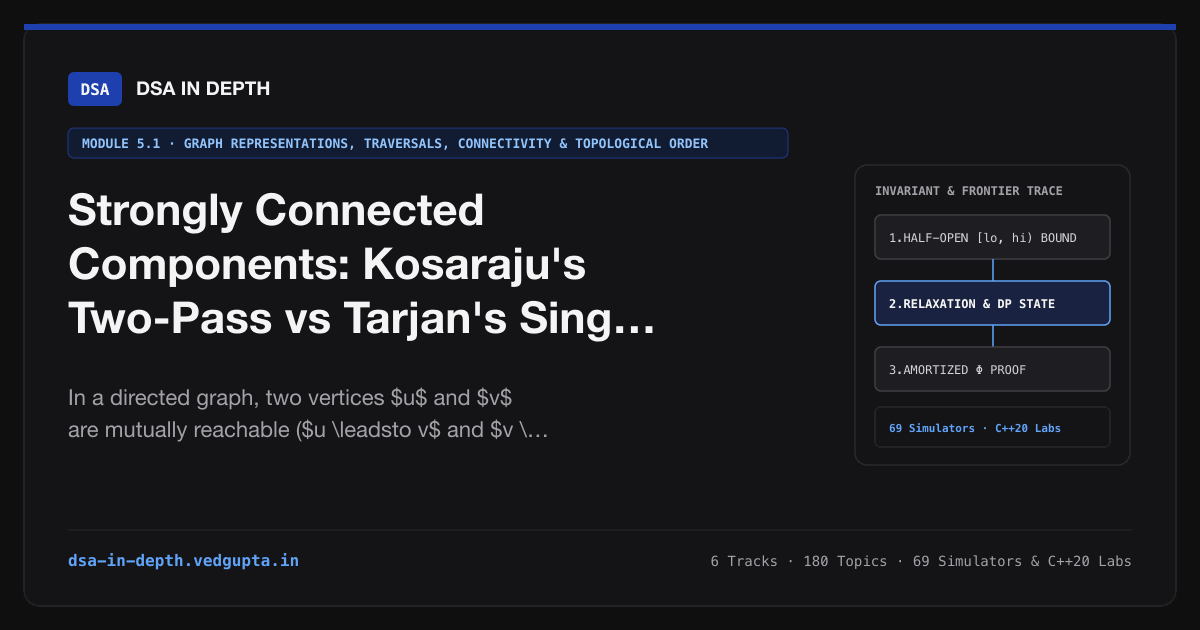 DSA
DSA IN DEPTH
MODULE 5.1 · GRAPH REPRESENTATIONS, TRAVERSALS, CONNECTIVITY & TOPOLOGICAL ORDER
Strongly Connected
Components: Kosaraju's
Two-Pass vs Tarjan's Sing...
In a directed graph, two vertices $u$ and $v$
are mutually reachable ($u \leadsto v$ and $v \...
INVARIANT & FRONTIER TRACE
1.HALF-OPEN [lo, hi) BOUND
2.RELAXATION & DP STATE
3.AMORTIZED Φ PROOF
69 Simulators · C++20 Labs
dsa-in-depth.vedgupta.in
6 Tracks · 180 Topics · 69 Simulators & C++20 Labs